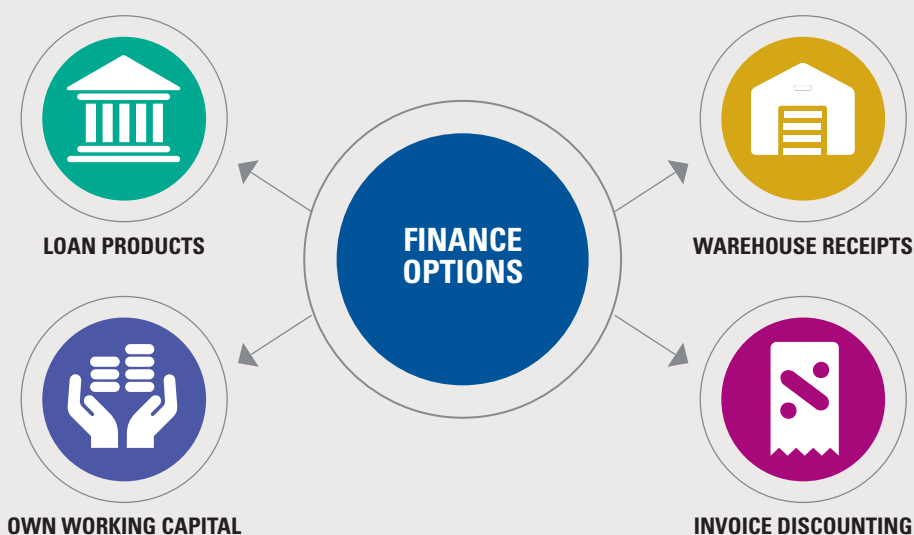 FINANCE
OPTIONS
LOAN PRODUCTS
WAREHOUSE RECEIPTS
OWN WORKING CAPITAL
INVOICE DISCOUNTING